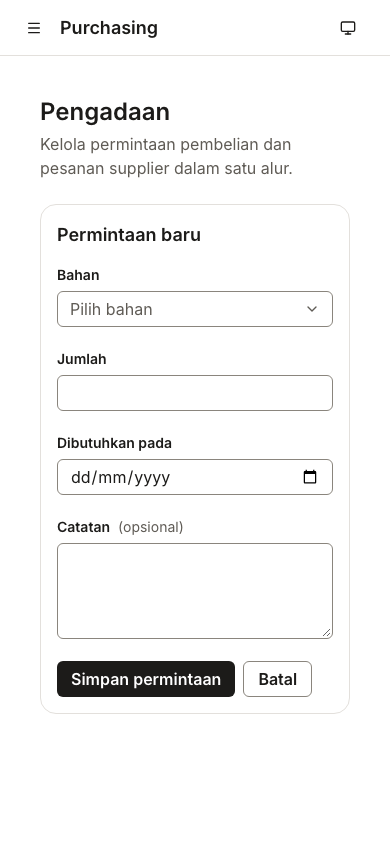 Purchasing
Pengadaan
Kelola permintaan pembelian dan
pesanan supplier dalam satu alur.
Permintaan baru
Bahan
Pilih bahan
Jumlah
Dibutuhkan pada
dd/mm/yyyy
Catatan (opsional)
Simpan permintaan Batal